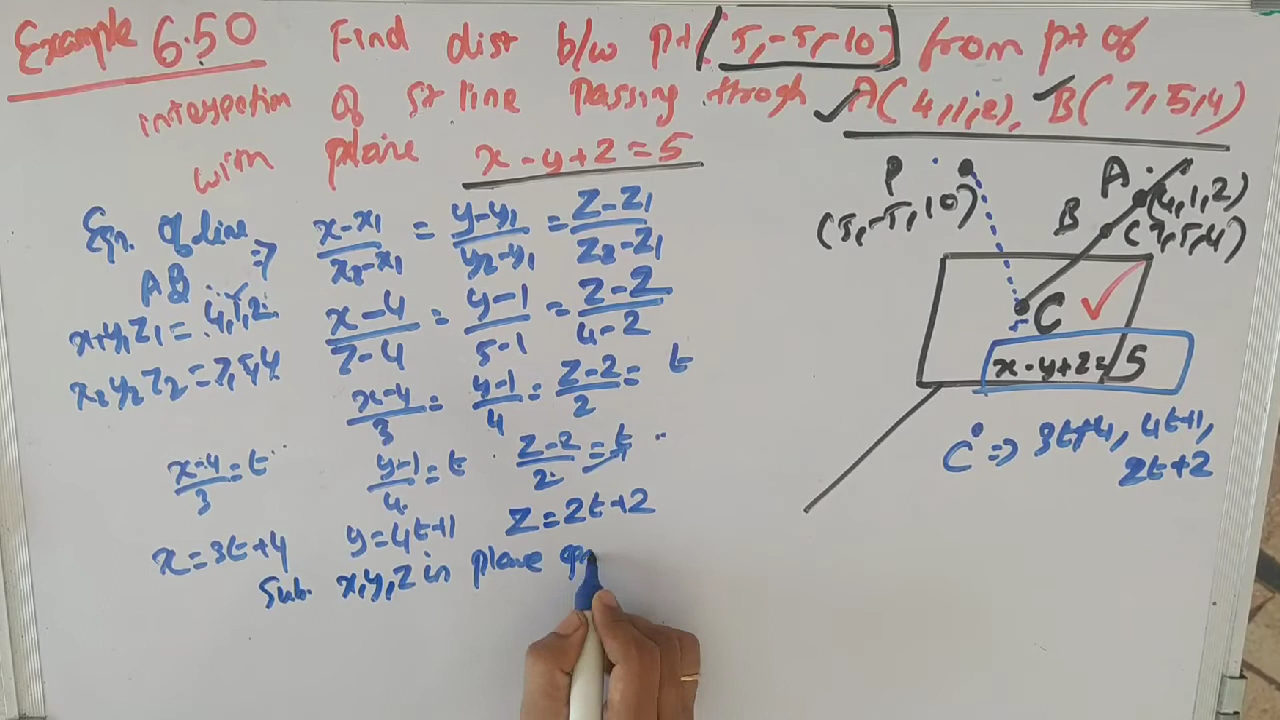 Example 6.50 Find dist b/w pt (5,-5,-10) from pt of
intersection of st line passing through A(4,1,2), B(7,5,4)
with plane x-y+z=5
Eqn. of line AB ⇒ x-x1/x2-x1 = y-y1/y2-y1 = z-z1/z2-z1
x1y1z1 = 4,1,2
x2y2z2 = 7,5,4
x-4/7-4 = y-1/5-1 = z-2/4-2
x-4/3 = y-1/4 = z-2/2 = t
x-4/3 = t y-1/4 = t z-2/2 = t
x=3t+4 y=4t+1 z=2t+2
Sub. x,y,z in plane eqn
P
(5,-5,10)
A
(4,1,2)
B
(7,5,4)
C
x-y+z=5
C ⇒ 3t+4, 4t+1,
2t+2